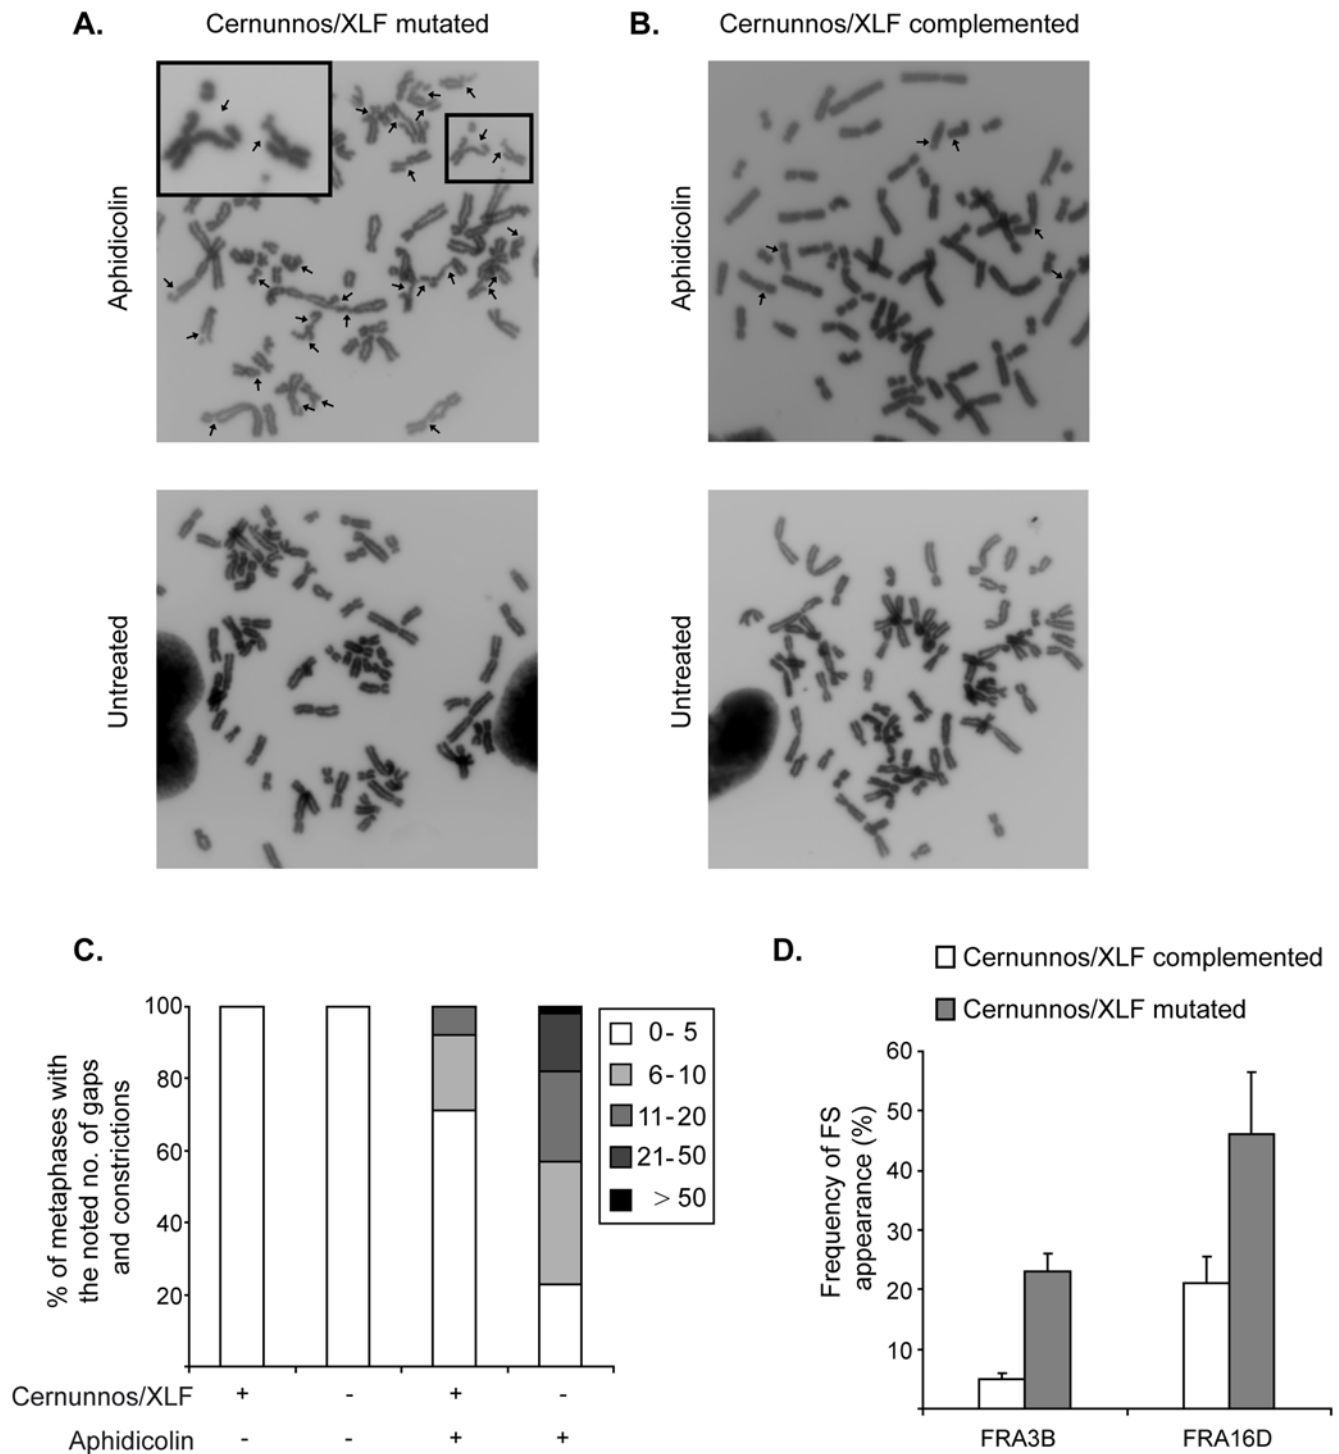 A.
Cernunnos/XLF mutated
B.
Cernunnos/XLF complemented
Aphidicolin
Aphidicolin
Untreated
Untreated
C.
% of metaphases with
the noted no. of gaps
and constrictions
100
80
60
40
20
0-5
6-10
11-20
21-50
>50
Cernunnos/XLF + - + -
Aphidicolin - - + +
D.
Cernunnos/XLF complemented
Cernunnos/XLF mutated
Frequency of FS
appearance (%)
60
50
40
30
20
10
FRA3B FRA16D